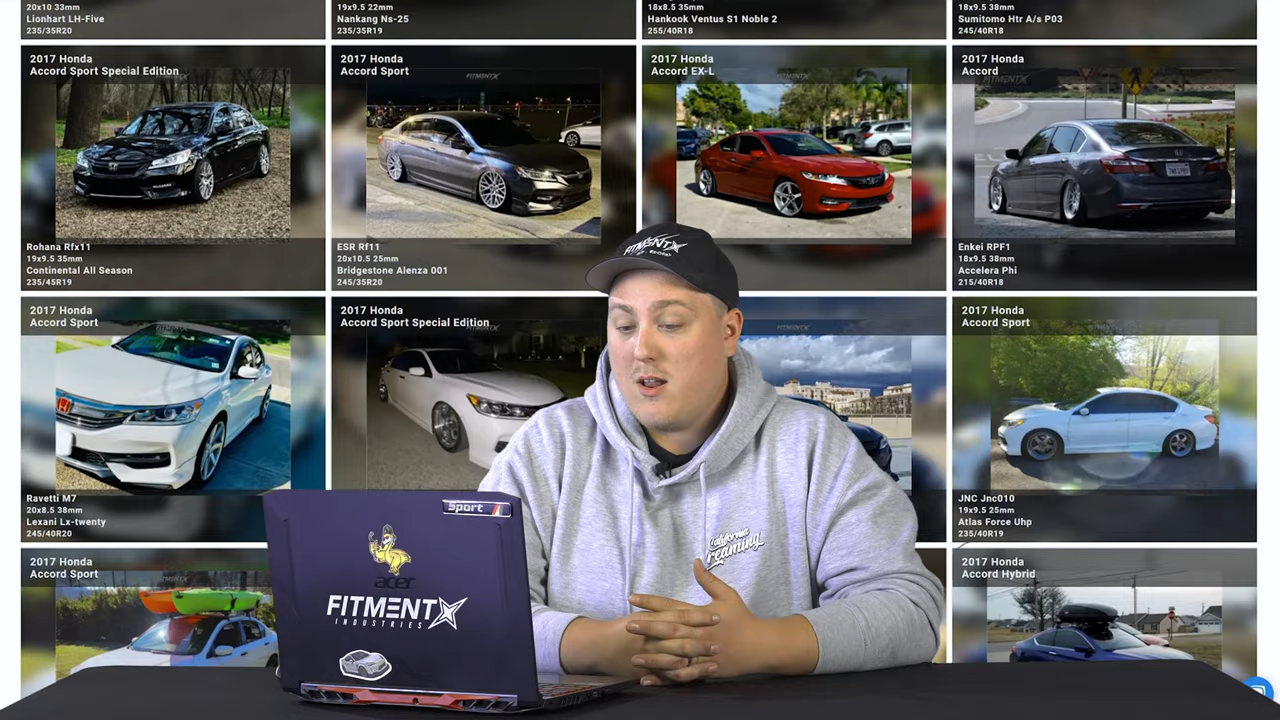 20x10 33mm
Lionhart LH-Five
235/35R20
19x9.5 22mm
Nankang Ns-25
235/35R19
18x8.5 35mm
Hankook Ventus S1 Noble 2
255/40R18
18x9.5 38mm
Sumitomo Htr A/s P03
245/40R18
2017 Honda
Accord Sport Special Edition
Rohana Rfx11
19x9.5 35mm
Continental All Season
235/45R19
2017 Honda
Accord Sport
FITMENTX
ESR Rf11
20x10.5 25mm
Bridgestone Alenza 001
245/35R20
2017 Honda
Accord EX-L
FITMENTX
2017 Honda
Accord
Enkei RPF1
18x9.5 38mm
Accelera Phi
215/40R18
2017 Honda
Accord Sport
Ravetti M7
20x8.5 38mm
Lexani Lx-twenty
245/40R20
2017 Honda
Accord Sport Special Edition
2017 Honda
Accord Sport
JNC Jnc010
19x9.5 25mm
Atlas Force Uhp
235/40R19
2017 Honda
Accord Sport
2017 Honda
Accord Hybrid
FITMENTX
California
Dreaming
sport
acer
FITMENTX
INDUSTRIES